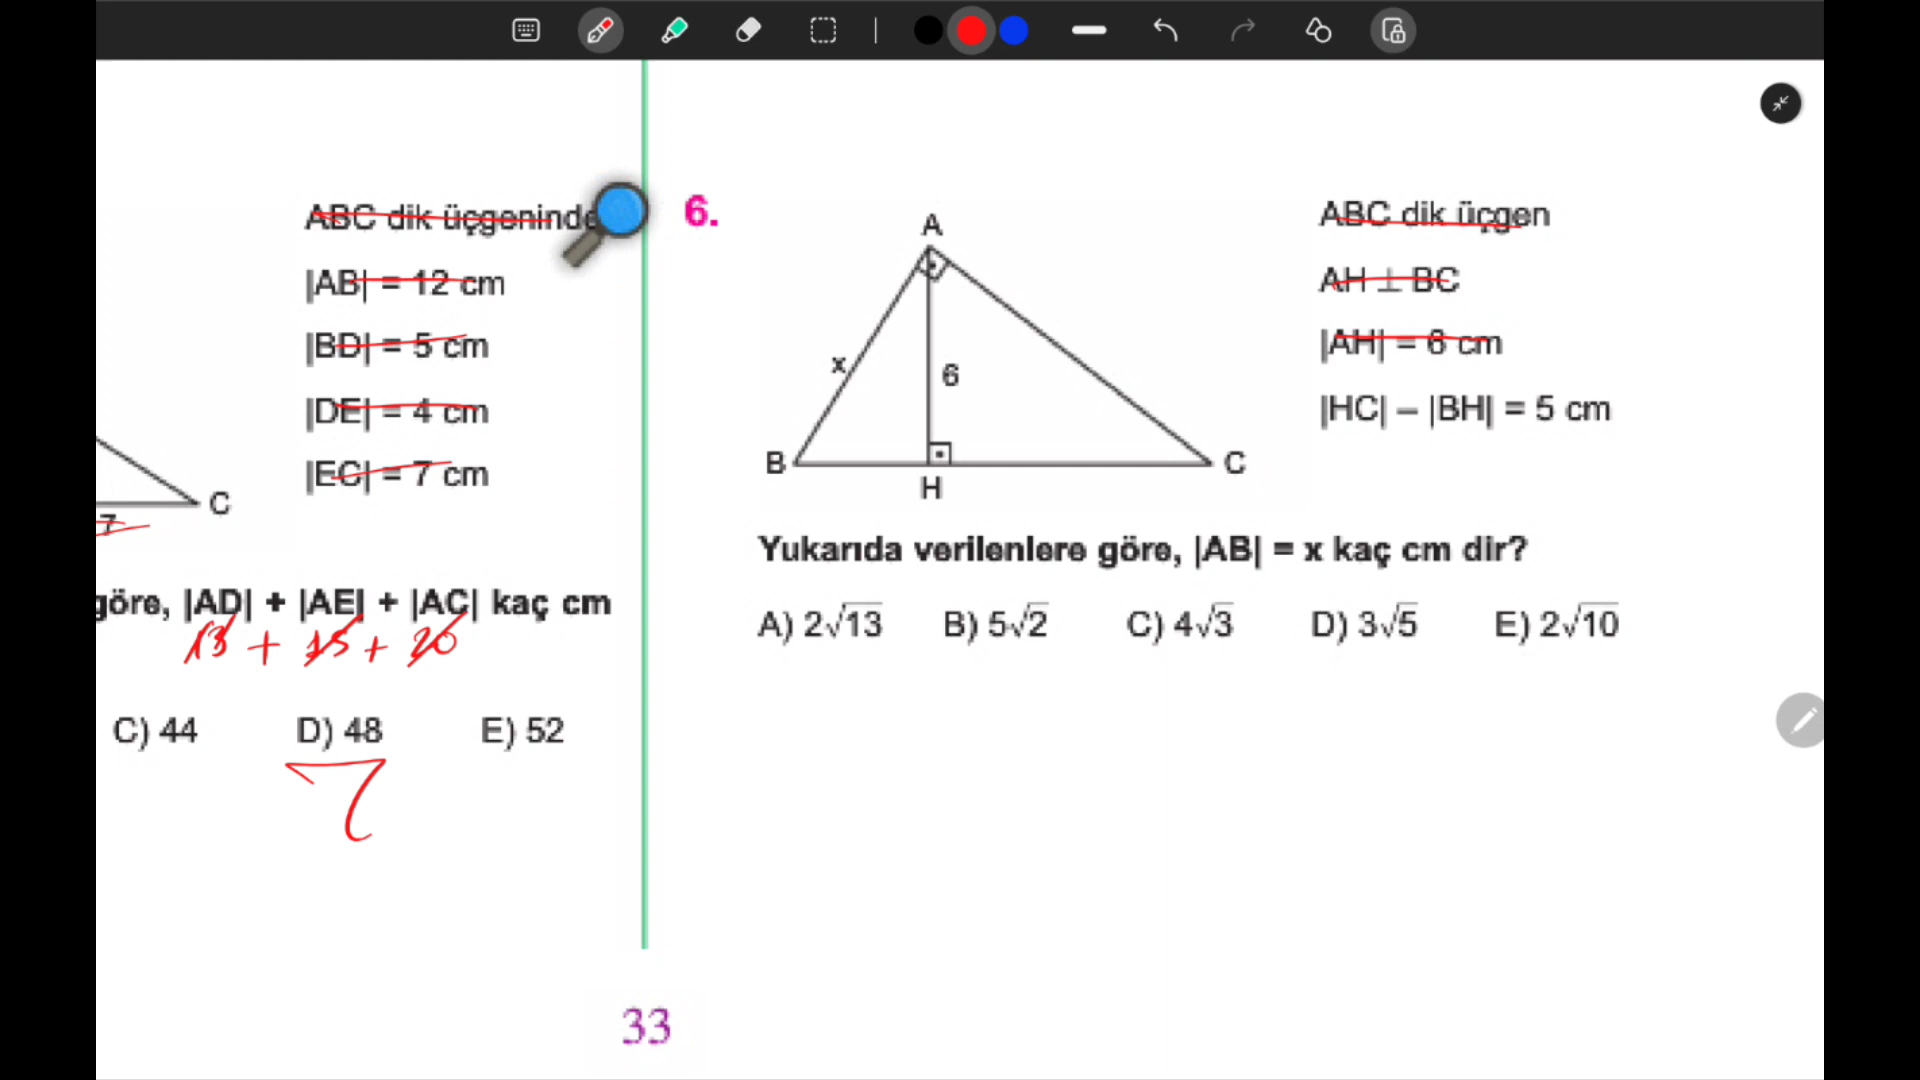 ABC dik üçgeninde
|AB| = 12 cm
|BD| = 5 cm
|DE| = 4 cm
|EC| = 7 cm
C
7
göre, |AD| + |AE| + |AC| kaç cm
13 + 15 + 20
C) 44 D) 48 E) 52
6.
A
x
6
B
H
C
ABC dik üçgen
AH ⊥ BC
|AH| = 6 cm
|HC| – |BH| = 5 cm
Yukarıda verilenlere göre, |AB| = x kaç cm dir?
A) 2√13 B) 5√2 C) 4√3 D) 3√5 E) 2√10
33